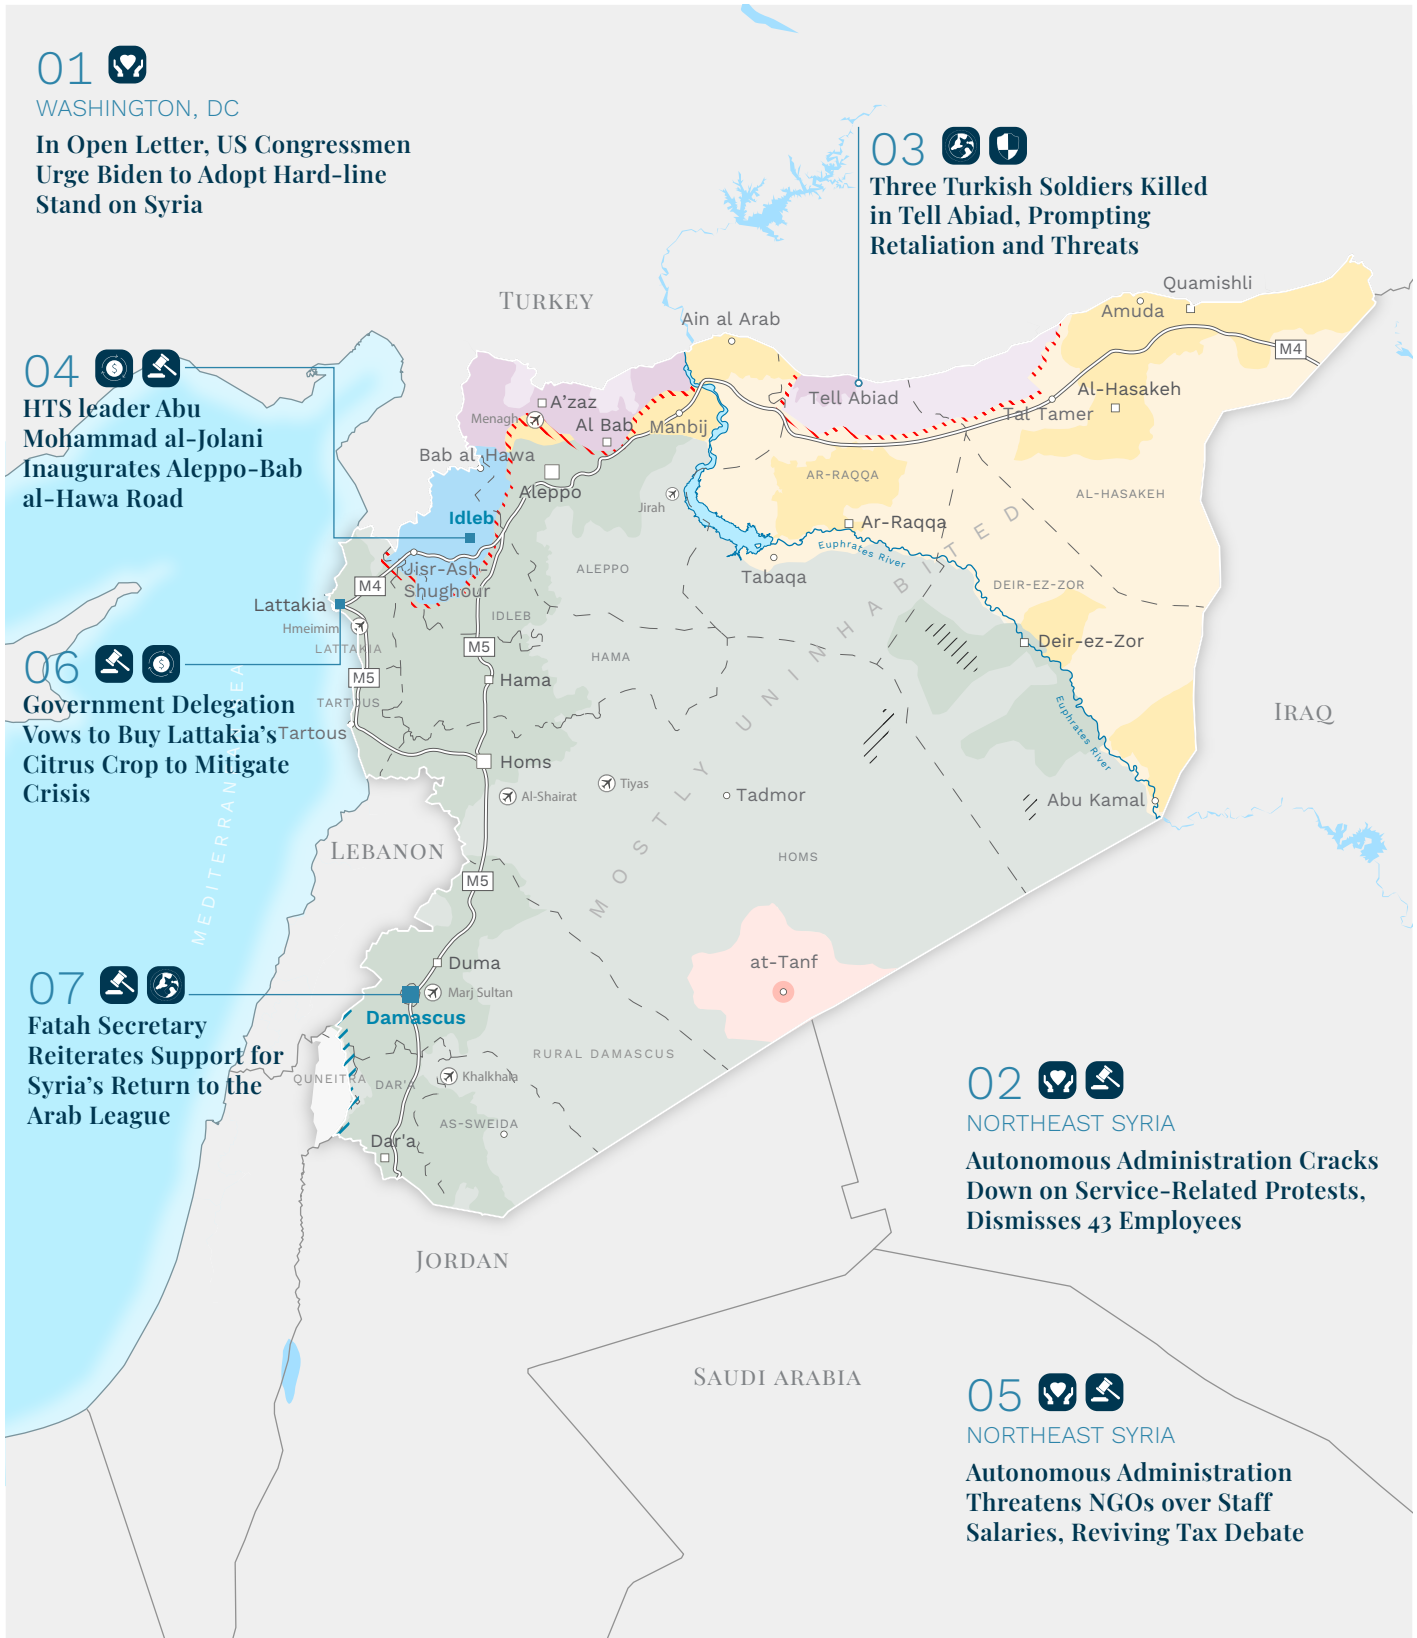 01
WASHINGTON, DC
In Open Letter, US Congressmen
Urge Biden to Adopt Hard-line
Stand on Syria
03
Three Turkish Soldiers Killed
in Tell Abiad, Prompting
Retaliation and Threats
04
HTS leader Abu
Mohammad al-Jolani
Inaugurates Aleppo-Bab
al-Hawa Road
06
Government Delegation
Vows to Buy Lattakia’s
Citrus Crop to Mitigate
Crisis
07
Fatah Secretary
Reiterates Support for
Syria’s Return to the
Arab League
02
NORTHEAST SYRIA
Autonomous Administration Cracks
Down on Service-Related Protests,
Dismisses 43 Employees
05
NORTHEAST SYRIA
Autonomous Administration
Threatens NGOs over Staff
Salaries, Reviving Tax Debate
TURKEY
Quamishli
Amuda
Ain al Arab
M4
Al-Hasakeh
Tell Abiad
Tal Tamer
A’zaz
Menagh
Al Bab
Manbij
Bab al-Hawa
Aleppo
AR-RAQQA
AL-HASAKEH
Jirah
Idleb
Ar-Raqqa
Euphrates River
Tabaqa
ALEPPO
Jisr-Ash-
Shughour
M4
DEIR-EZ-ZOR
Lattakia
IDLEB
Hmeimim
LATTAKIA
M5
HAMA
Deir-ez-Zor
M5
Hama
TARTOUS
Tartous
Euphrates River
IRAQ
Homs
Tiyas
Al-Shairat
Tadmor
Abu Kamal
MOSTLY UNINHABITED
LEBANON
HOMS
M5
MEDITERRANEAN SEA
Duma
at-Tanf
Marj Sultan
Damascus
RURAL DAMASCUS
QUNEITRA
DAR'A
Khalkhala
AS-SWEIDA
Dar'a
JORDAN
SAUDI ARABIA